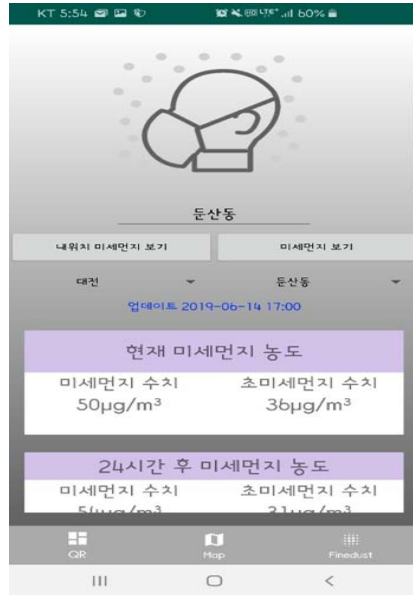 KT 5:54 60%
둔산동
내위치 미세먼지 보기 미세먼지 보기
대전 둔산동
업데이트 2019-06-14 17:00
현재 미세먼지 농도
미세먼지 수치 초미세먼지 수치
50µg/m³ 36µg/m³
24시간 후 미세먼지 농도
미세먼지 수치 초미세먼지 수치
QR Map Finedust